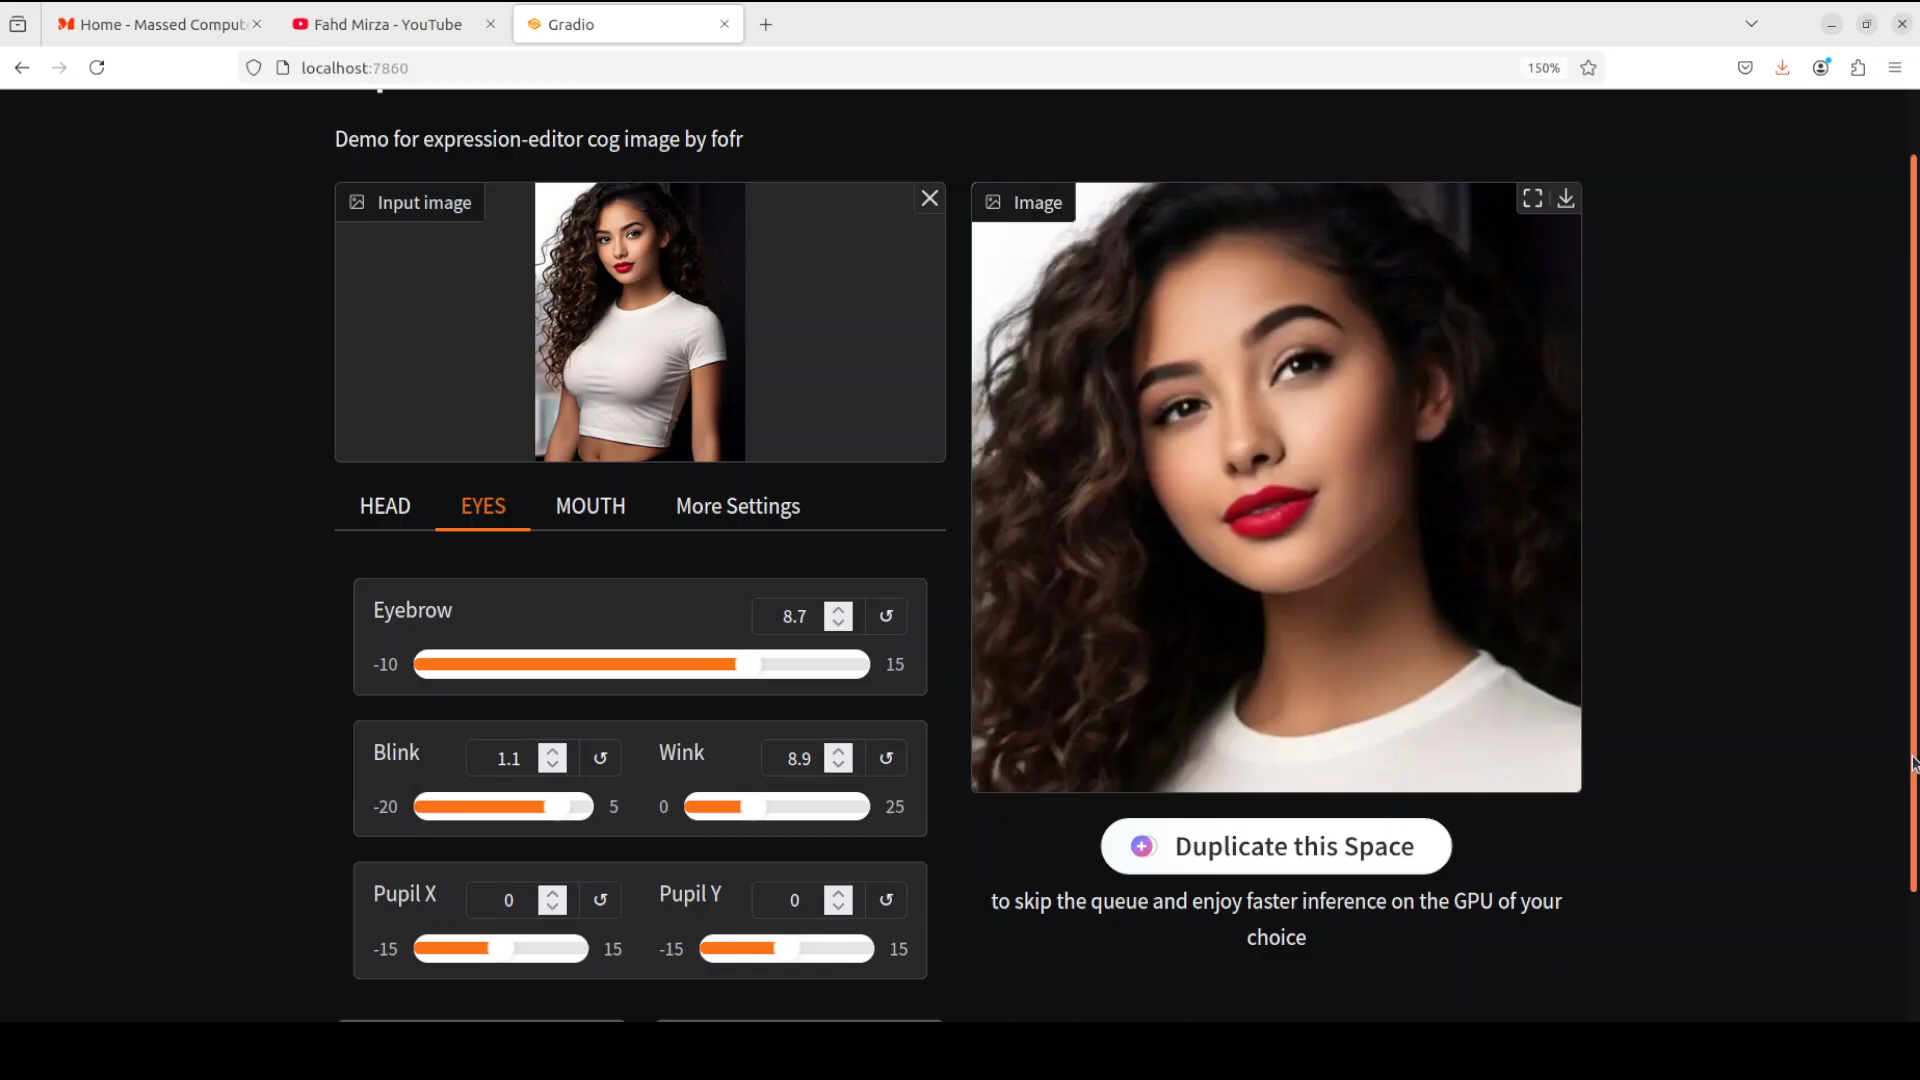 Home - Massed Comput
Fahd Mirza - YouTube
Gradio
localhost:7860
150%
Demo for expression-editor cog image by fofr
Input image
Image
HEAD
EYES
MOUTH
More Settings
Eyebrow
8.7
-10
15
Blink
1.1
Wink
8.9
-20
5
0
25
Pupil X
0
Pupil Y
0
-15
15
-15
15
Duplicate this Space
to skip the queue and enjoy faster inference on the GPU of your
choice